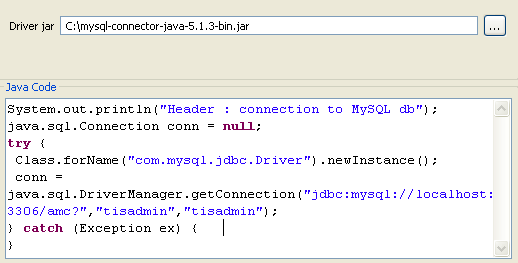 Driver jar C:\mysql-connector-java-5.1.3-bin.jar ...
Java Code
System.out.println("Header : connection to MySQL db");
java.sql.Connection conn = null;
try {
 Class.forName("com.mysql.jdbc.Driver").newInstance();
 conn =
java.sql.DriverManager.getConnection("jdbc:mysql://localhost:
3306/amc?","tisadmin","tisadmin");
} catch (Exception ex) {
}